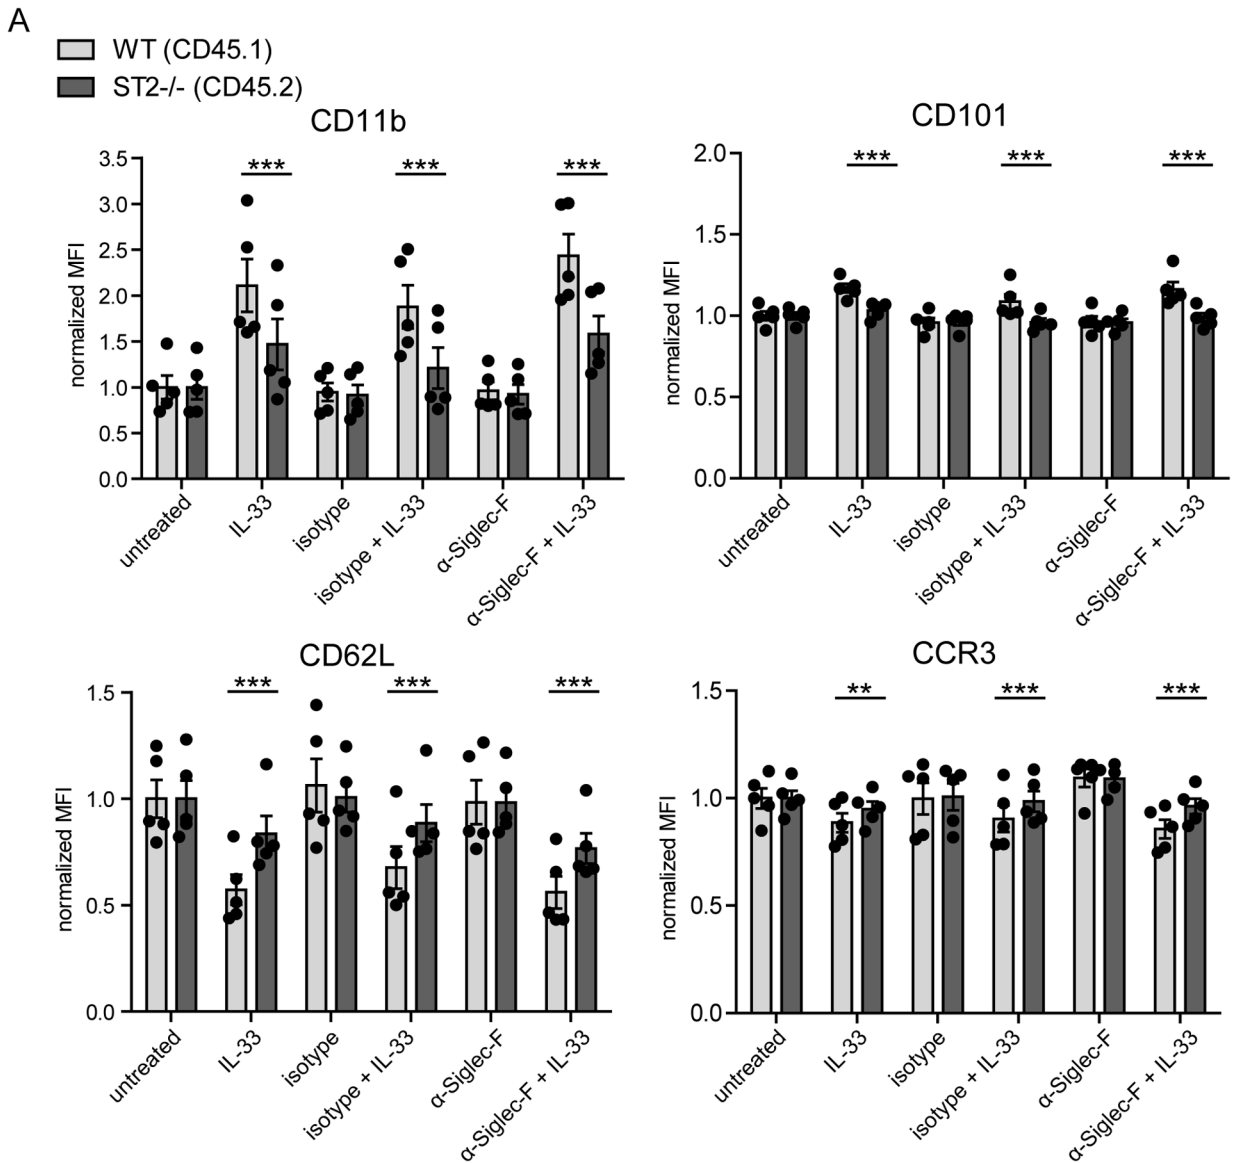 A
WT (CD45.1)
ST2-/- (CD45.2)
CD11b
normalized MFI
3.5
3.0
2.5
2.0
1.5
1.0
0.5
0.0
***
***
***
untreated
IL-33
isotype
isotype + IL-33
α-Siglec-F
α-Siglec-F + IL-33
CD101
normalized MFI
2.0
1.5
1.0
0.5
0.0
***
***
***
untreated
IL-33
isotype
isotype + IL-33
α-Siglec-F
α-Siglec-F + IL-33
CD62L
normalized MFI
1.5
1.0
0.5
0.0
***
***
***
untreated
IL-33
isotype
isotype + IL-33
α-Siglec-F
α-Siglec-F + IL-33
CCR3
normalized MFI
1.5
1.0
0.5
0.0
**
***
***
untreated
IL-33
isotype
isotype + IL-33
α-Siglec-F
α-Siglec-F + IL-33